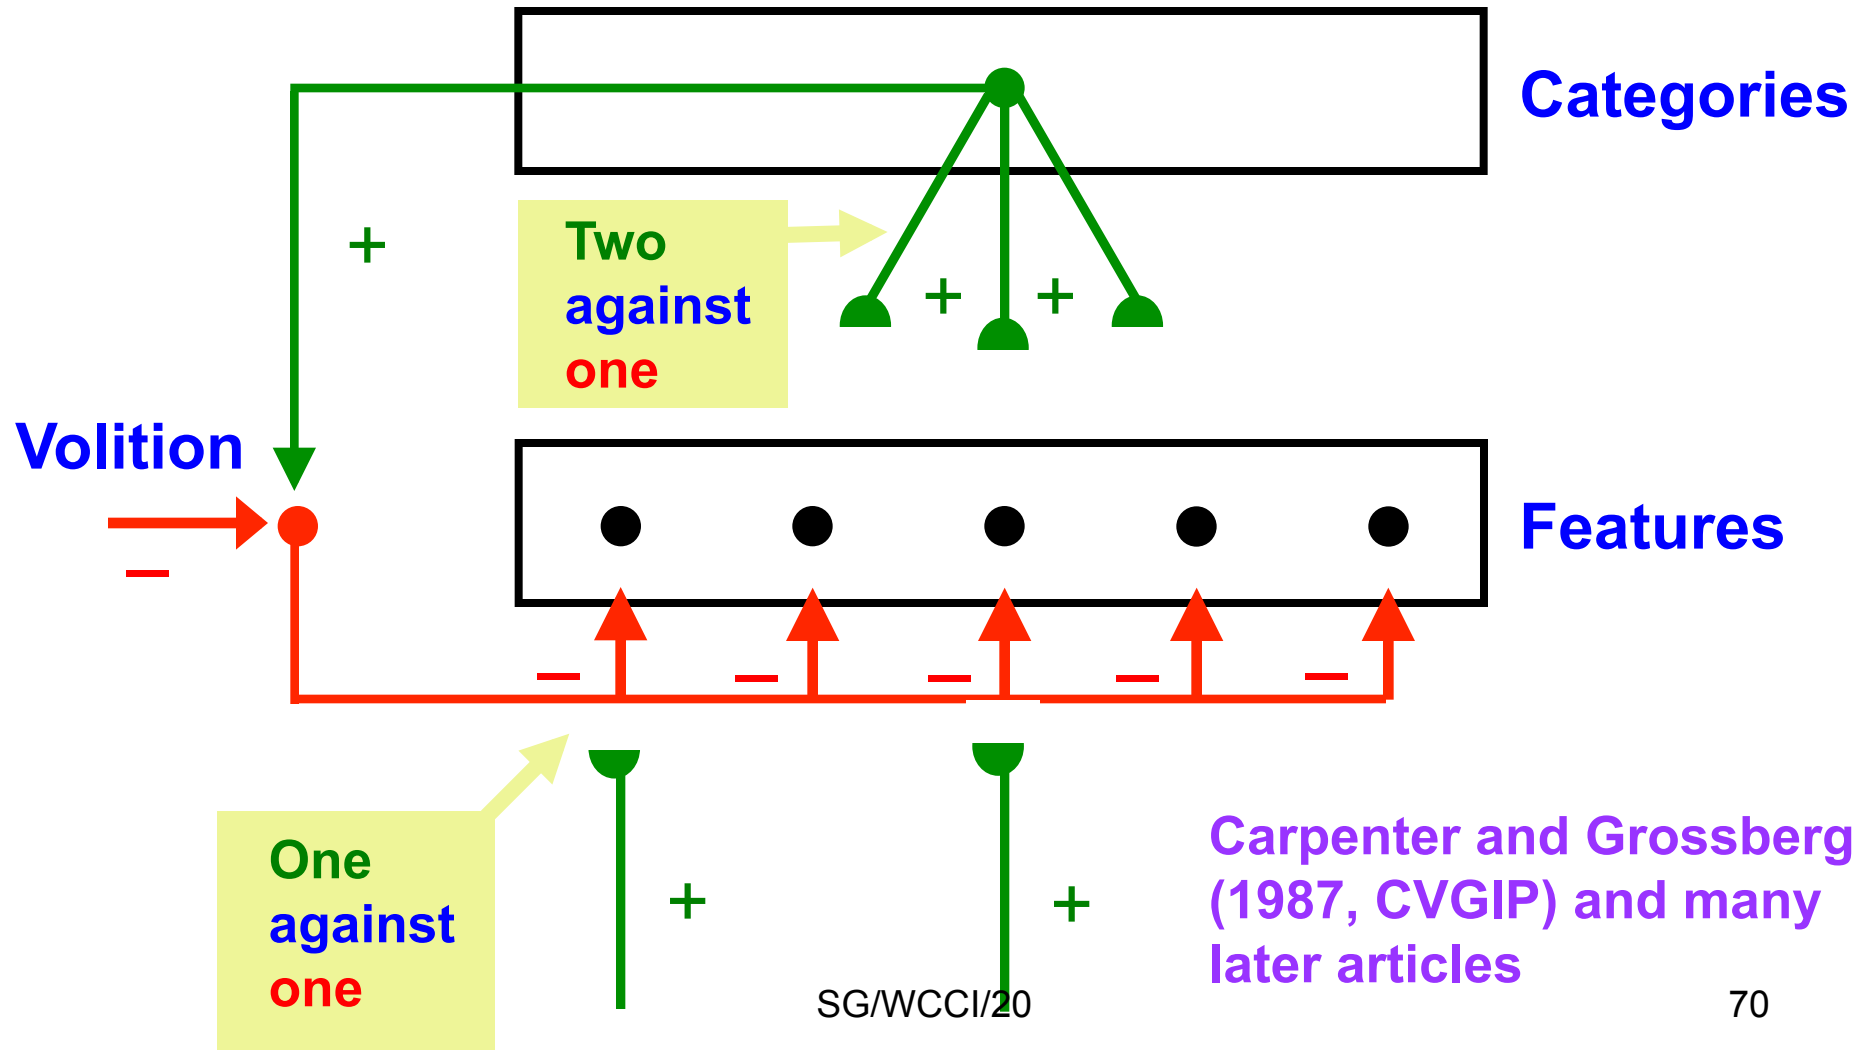 Categories
+
Two
against
one
+ +
Volition
–
Features
– – – – –
One
against
one
+ +
Carpenter and Grossberg
(1987, CVGIP) and many
later articles
SG/WCCI/20
70